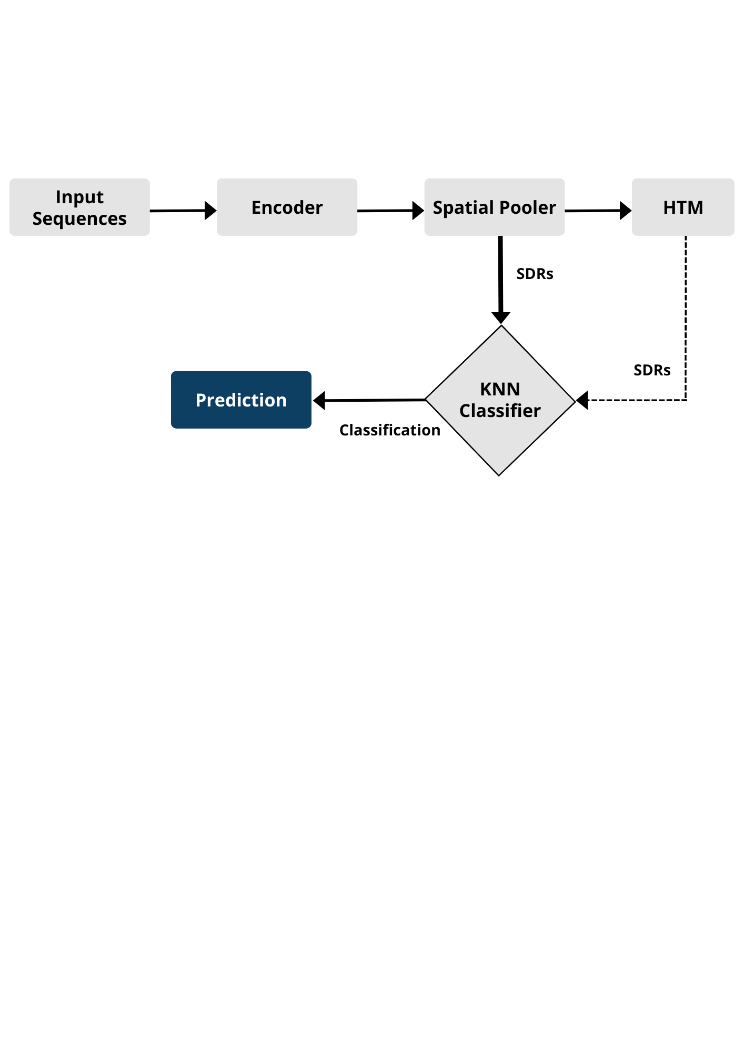 Input
Sequences
Encoder
Spatial Pooler
HTM
SDRs
SDRs
KNN
Classifier
Prediction
Classification